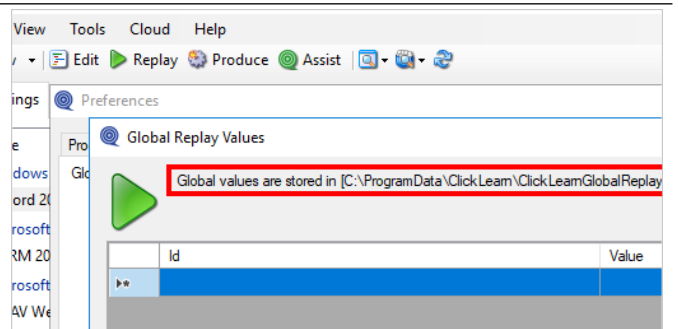 View Tools Cloud Help
Edit Replay Produce Assist
ings Preferences
e Pro Global Replay Values
dows Glo Global values are stored in [C:\ProgramData\ClickLearn\ClickLearnGlobalReplay
ord 20
rosoft
RM 20 Id Value
rosoft
AV We